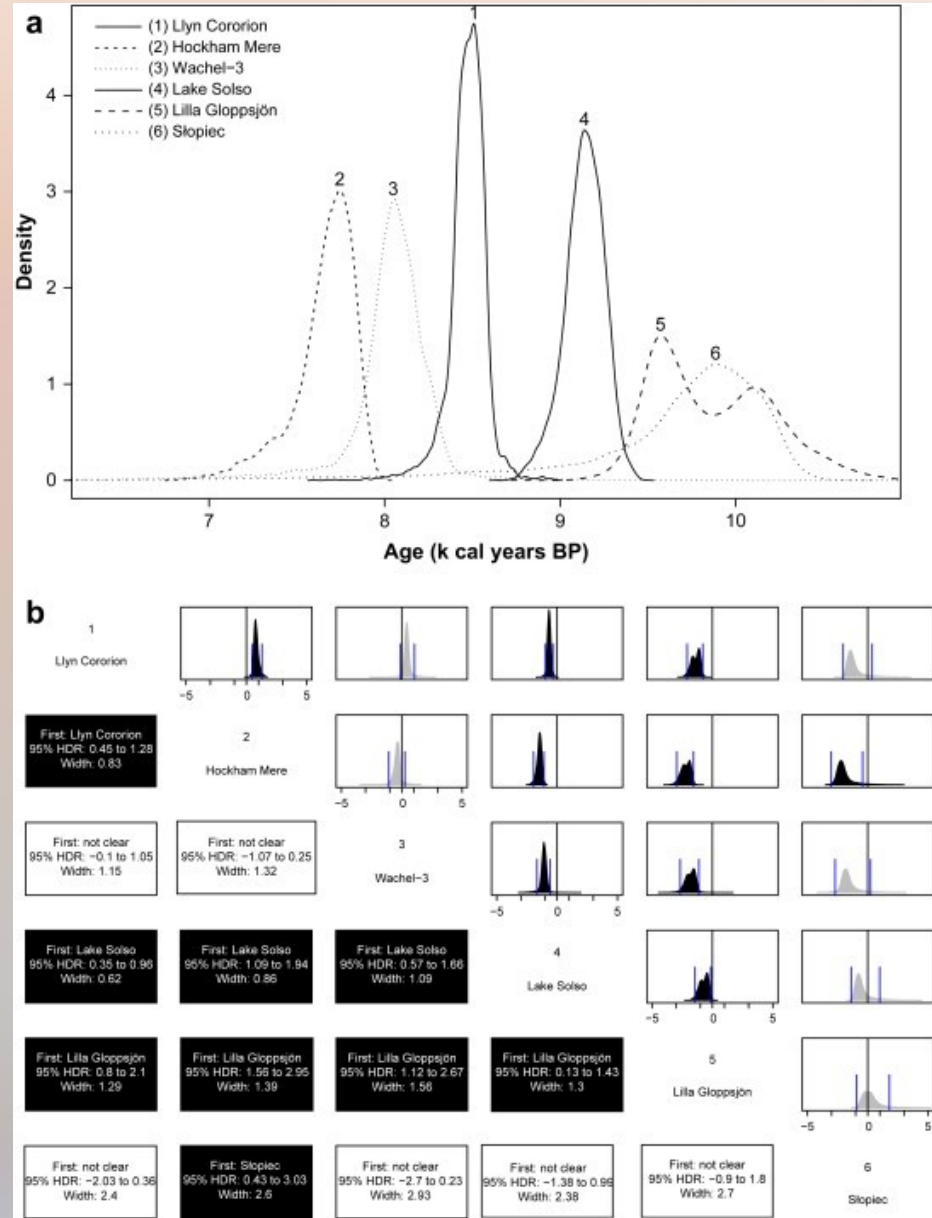 a
(1) Llyn Cororion
(2) Hockham Mere
(3) Wachel−3
(4) Lake Solso
(5) Lilla Gloppsjön
(6) Słopiec
1
2
3
4
5
6
Density
0
1
2
3
4
7
8
9
10
Age (k cal years BP)
b
1
Llyn Cororion
−5 0 5
First: Llyn Cororion
95% HDR: 0.45 to 1.28
Width: 0.83
2
Hockham Mere
−5 0 5
First: not clear
95% HDR: −0.1 to 1.05
Width: 1.15
First: not clear
95% HDR: −1.07 to 0.25
Width: 1.32
3
Wachel−3
−5 0 5
First: Lake Solso
95% HDR: 0.35 to 0.96
Width: 0.62
First: Lake Solso
95% HDR: 1.09 to 1.94
Width: 0.86
First: Lake Solso
95% HDR: 0.57 to 1.66
Width: 1.09
4
Lake Solso
−5 0 5
First: Lilla Gloppsjön
95% HDR: 0.8 to 2.1
Width: 1.29
First: Lilla Gloppsjön
95% HDR: 1.56 to 2.95
Width: 1.39
First: Lilla Gloppsjön
95% HDR: 1.12 to 2.67
Width: 1.56
First: Lilla Gloppsjön
95% HDR: 0.13 to 1.43
Width: 1.3
5
Lilla Gloppsjön
−5 0 5
First: not clear
95% HDR: −2.03 to 0.36
Width: 2.4
First: Słopiec
95% HDR: 0.43 to 3.03
Width: 2.6
First: not clear
95% HDR: −2.7 to 0.23
Width: 2.93
First: not clear
95% HDR: −1.38 to 0.99
Width: 2.38
First: not clear
95% HDR: −0.9 to 1.8
Width: 2.7
6
Słopiec